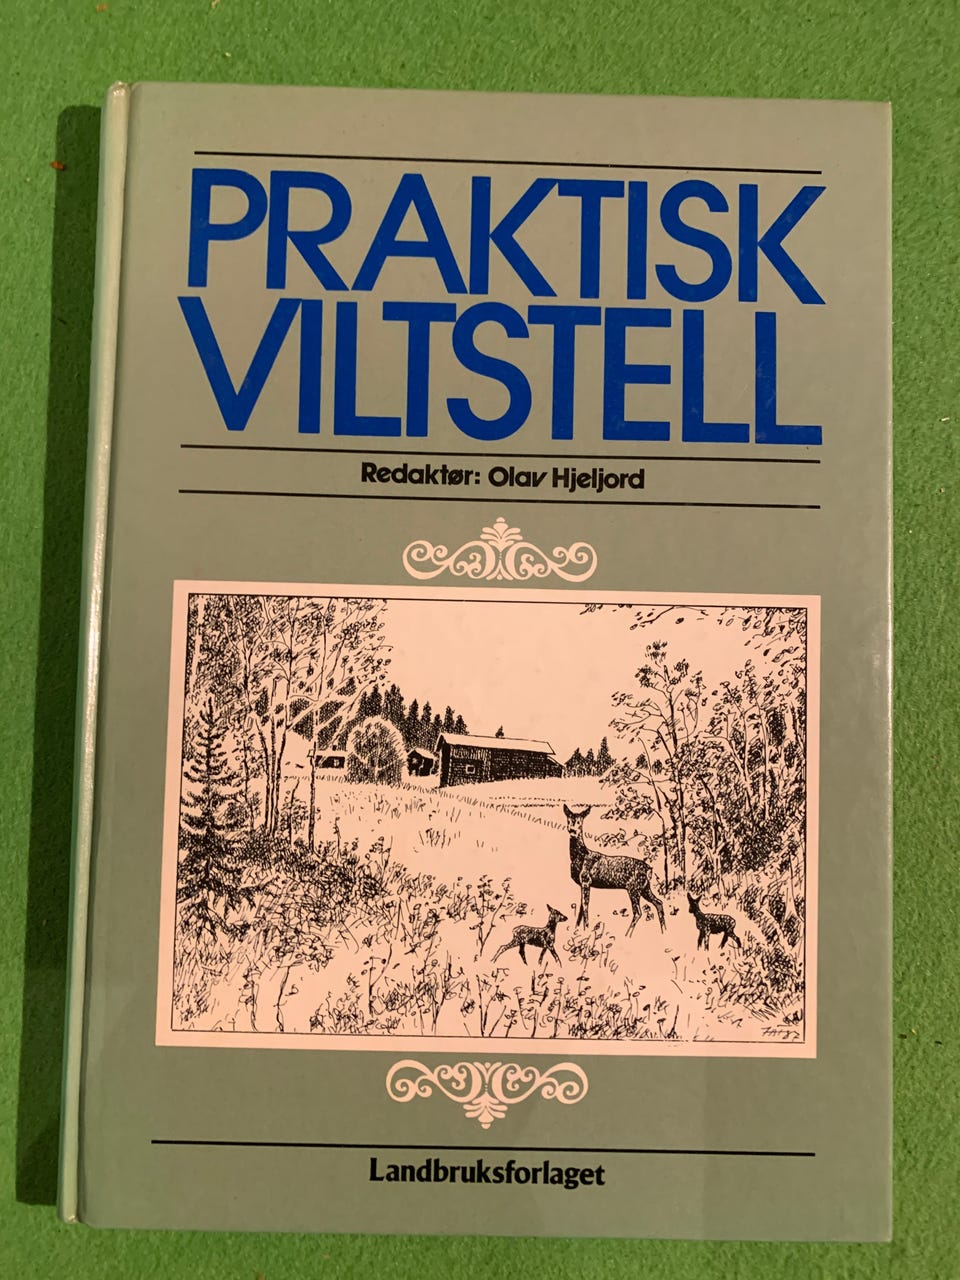 PRAKTISK
VILTSTELL
Redaktør: Olav Hjeljord
Landbruksforlaget